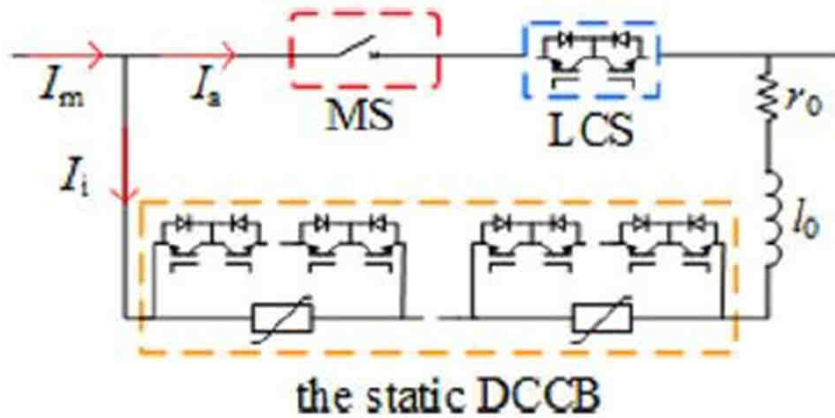 I_m
I_a
MS
LCS
r_0
I_i
l_0
the static DCCB